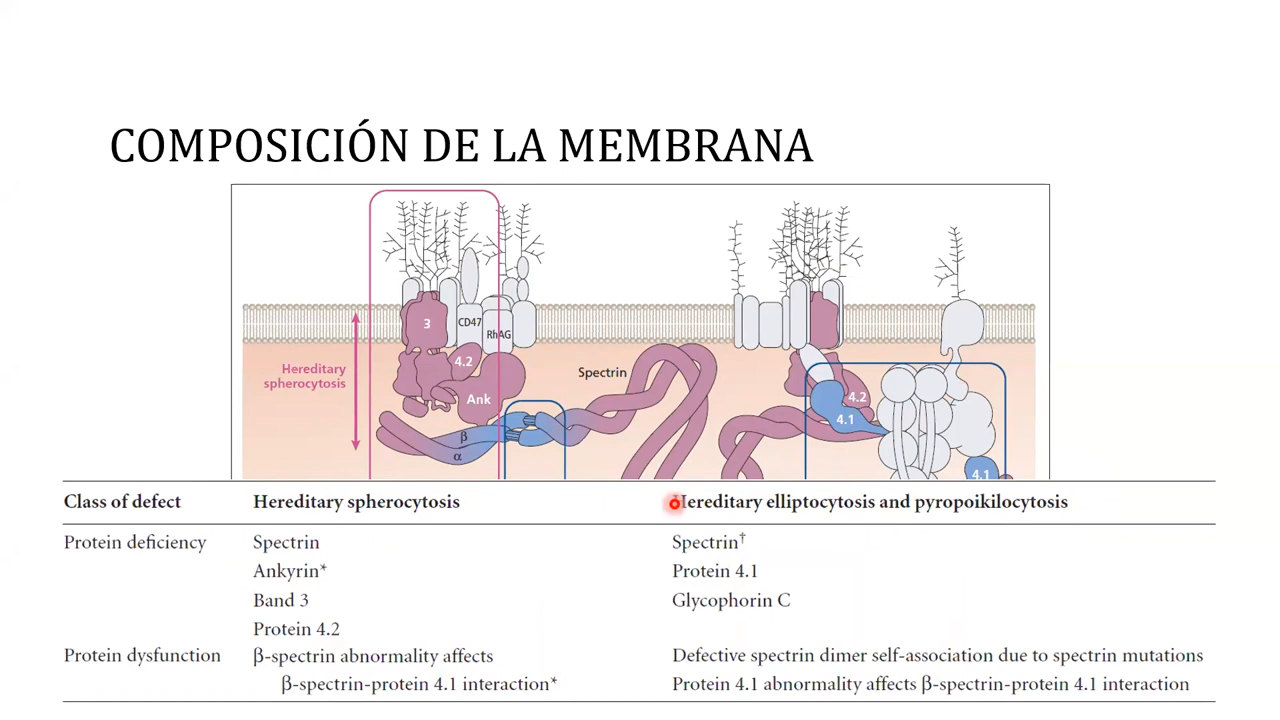 COMPOSICIÓN DE LA MEMBRANA
3
CD47
RhAG
4.2
Ank
Hereditary
spherocytosis
Spectrin
β
α
4.2
4.1
4.1
Class of defect Hereditary spherocytosis Hereditary elliptocytosis and pyropoikilocytosis
Protein deficiency Spectrin Spectrin†
Ankyrin* Protein 4.1
Band 3 Glycophorin C
Protein 4.2
Protein dysfunction β-spectrin abnormality affects Defective spectrin dimer self-association due to spectrin mutations
β-spectrin-protein 4.1 interaction* Protein 4.1 abnormality affects β-spectrin-protein 4.1 interaction